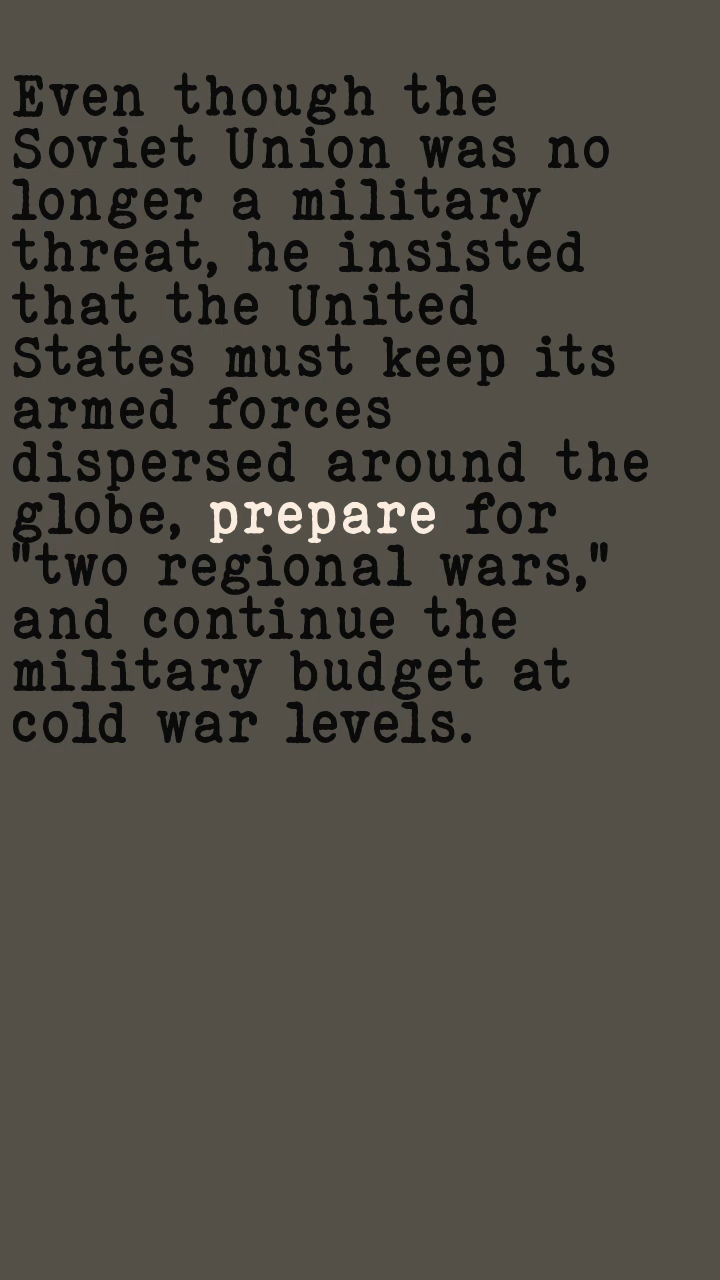 Even though the
Soviet Union was no
longer a military
threat, he insisted
that the United
States must keep its
armed forces
dispersed around the
globe, prepare for
"two regional wars,"
and continue the
military budget at
cold war levels.